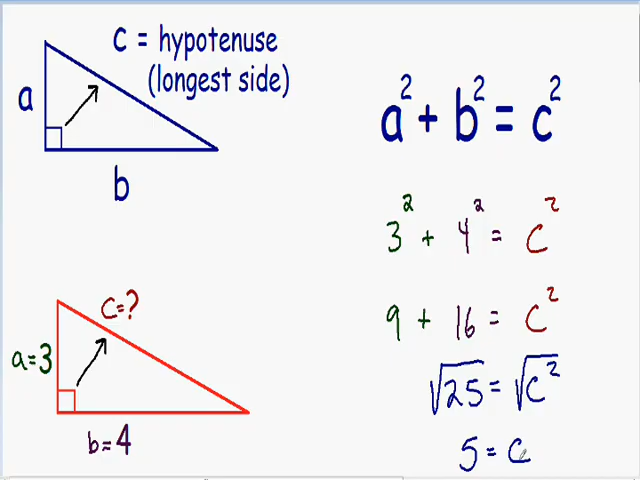 c = hypotenuse
(longest side)
a
b
a² + b² = c²
3² + 4² = c²
c=?
a=3
9 + 16 = c²
√25 = √c²
b=4
5 = c